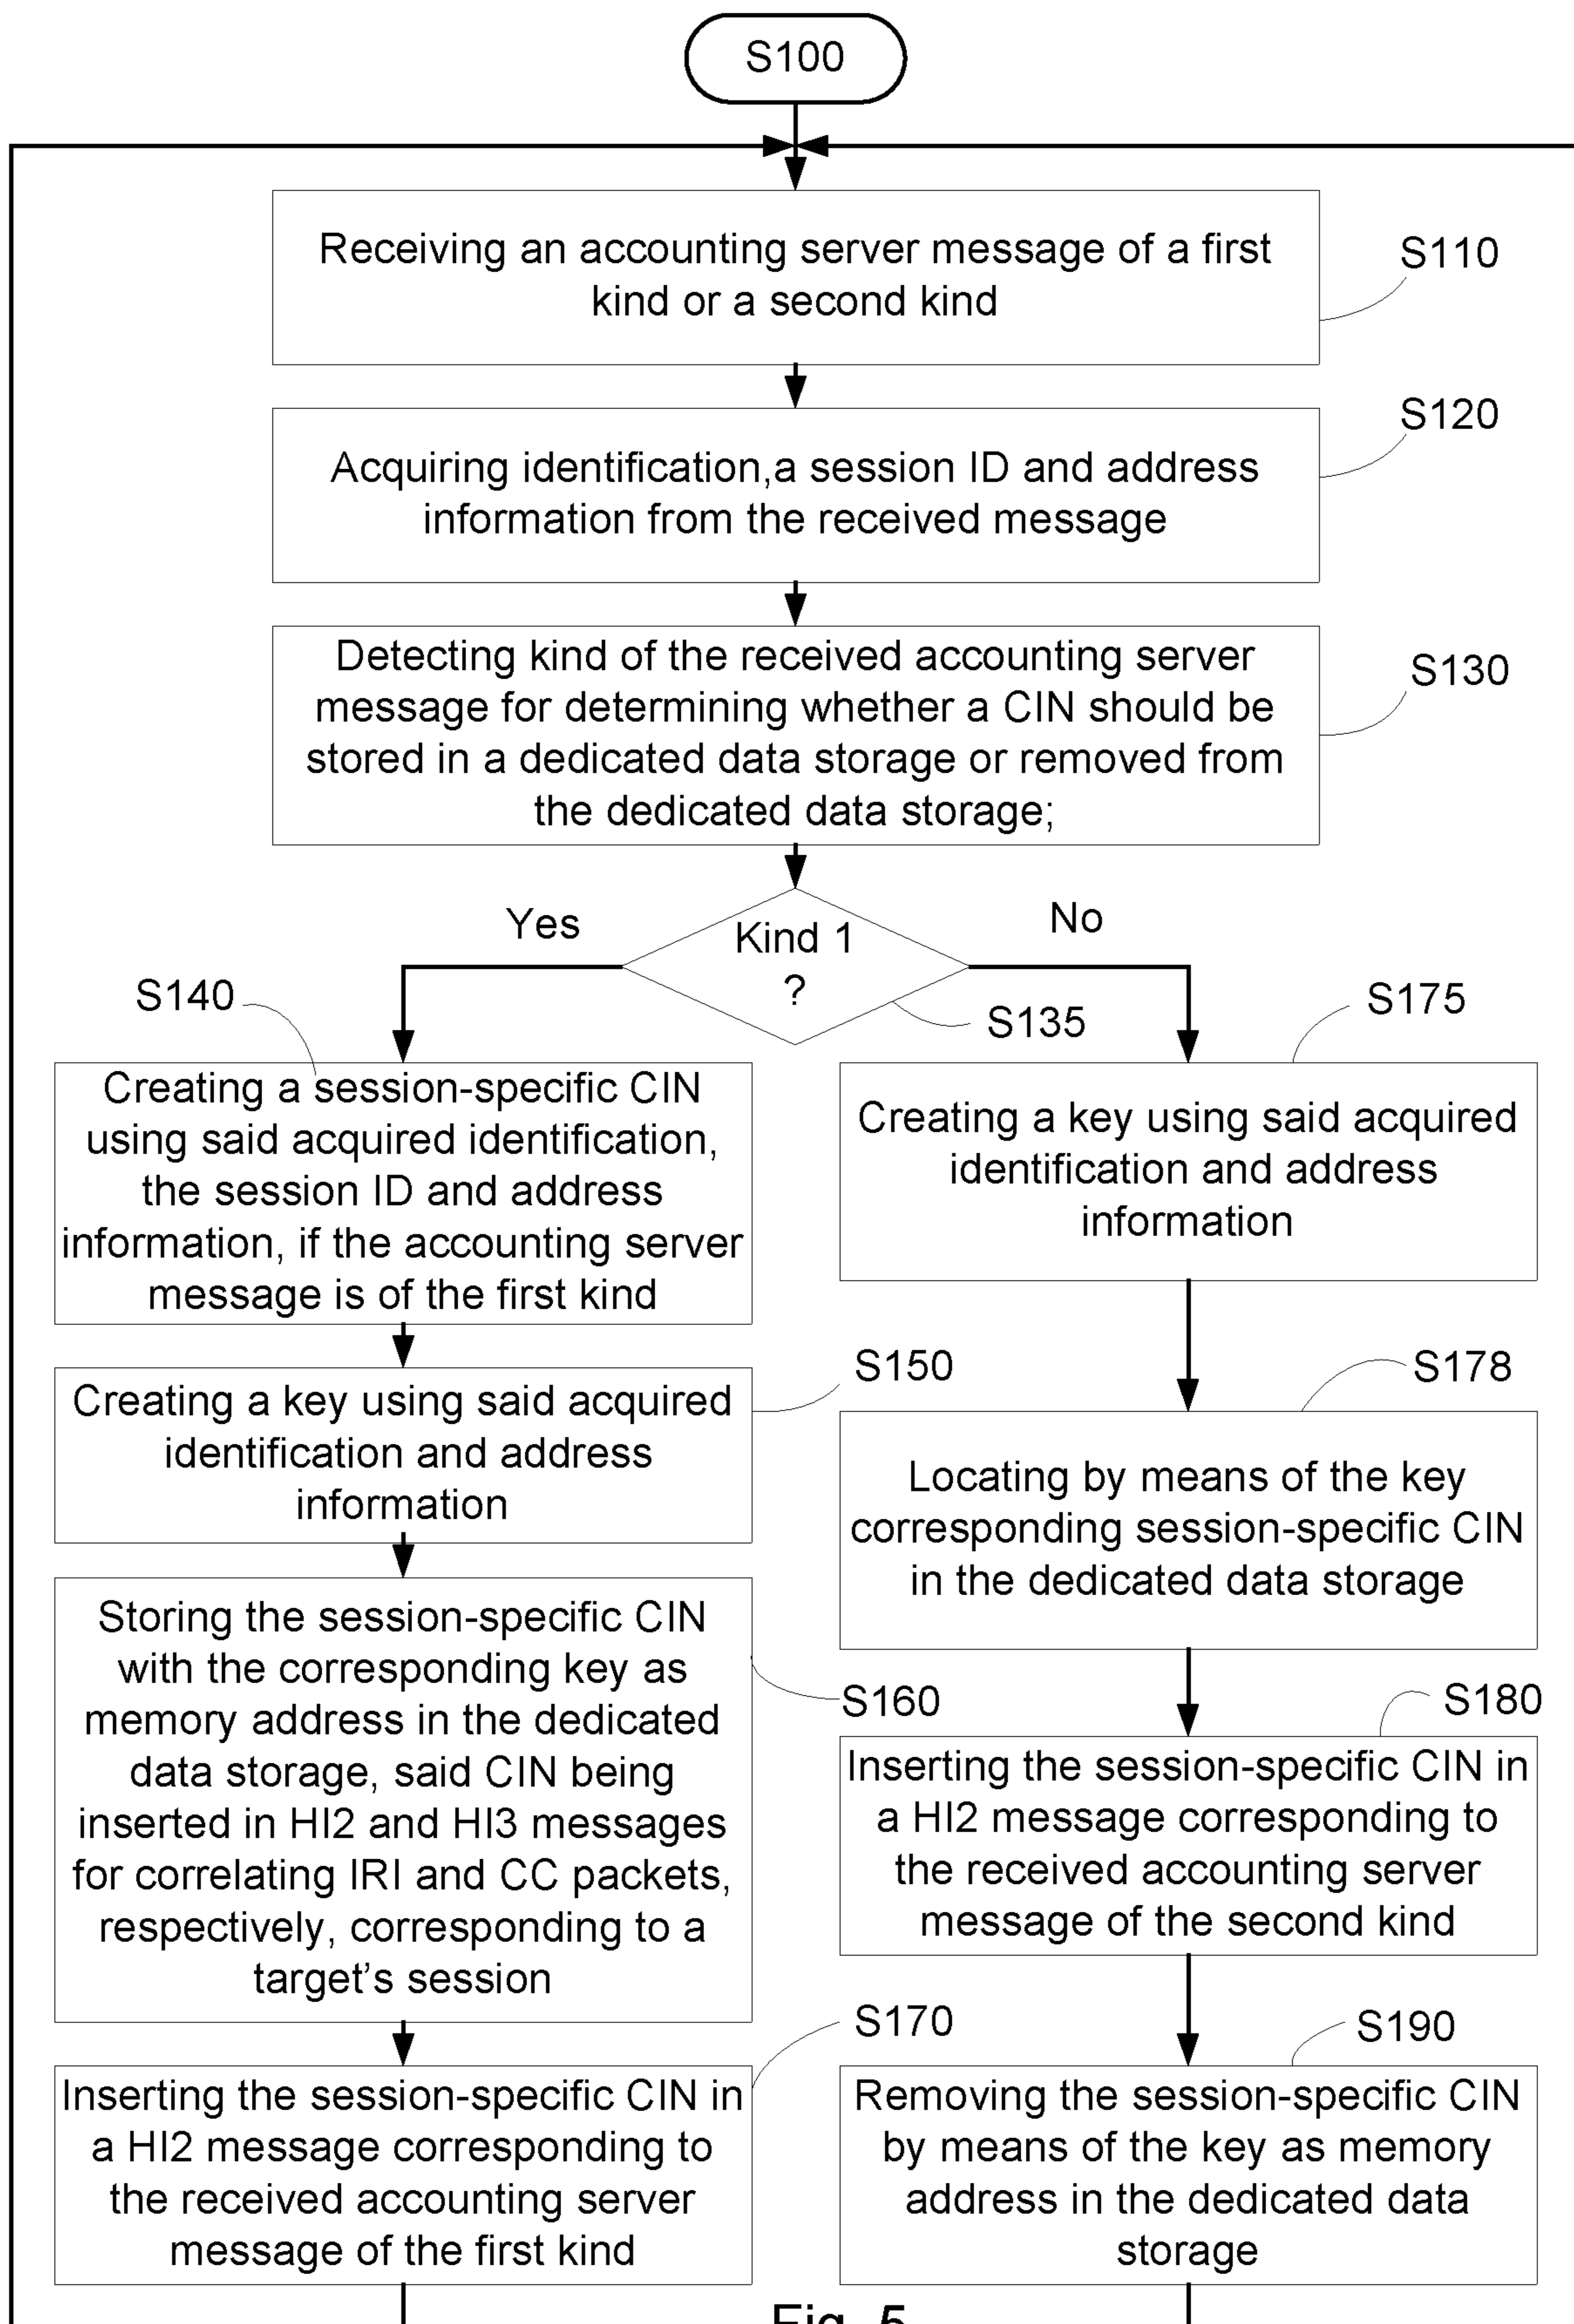 S100
Receiving an accounting server message of a first
kind or a second kind
S110
Acquiring identification,a session ID and address
information from the received message
S120
Detecting kind of the received accounting server
message for determining whether a CIN should be
stored in a dedicated data storage or removed from
the dedicated data storage;
S130
Kind 1
?
Yes
No
S135
S140
Creating a session-specific CIN
using said acquired identification,
the session ID and address
information, if the accounting server
message is of the first kind
S150
Creating a key using said acquired
identification and address
information
S160
Storing the session-specific CIN
with the corresponding key as
memory address in the dedicated
data storage, said CIN being
inserted in HI2 and HI3 messages
for correlating IRI and CC packets,
respectively, corresponding to a
target's session
S170
Inserting the session-specific CIN in
a HI2 message corresponding to
the received accounting server
message of the first kind
S175
Creating a key using said acquired
identification and address
information
S178
Locating by means of the key
corresponding session-specific CIN
in the dedicated data storage
S180
Inserting the session-specific CIN in
a HI2 message corresponding to
the received accounting server
message of the second kind
S190
Removing the session-specific CIN
by means of the key as memory
address in the dedicated data
storage
Fig. 5